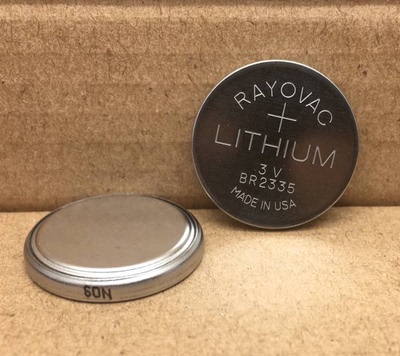 RAYOVAC
+
LITHIUM
3 V
BR2335
MADE IN USA
N09